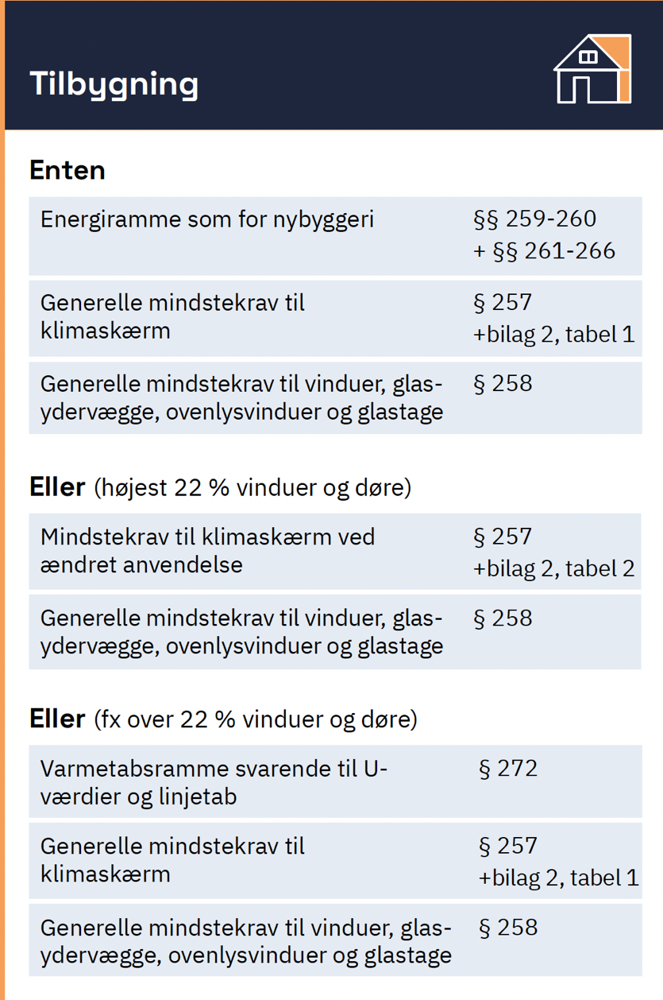 Tilbygning
Enten
Energiramme som for nybyggeri §§ 259-260
+ §§ 261-266
Generelle mindstekrav til § 257
klimaskærm +bilag 2, tabel 1
Generelle mindstekrav til vinduer, glas- § 258
ydervægge, ovenlysvinduer og glastage
Eller (højest 22 % vinduer og døre)
Mindstekrav til klimaskærm ved § 257
ændret anvendelse +bilag 2, tabel 2
Generelle mindstekrav til vinduer, glas- § 258
ydervægge, ovenlysvinduer og glastage
Eller (fx over 22 % vinduer og døre)
Varmetabsramme svarende til U- § 272
værdier og linjetab
Generelle mindstekrav til § 257
klimaskærm +bilag 2, tabel 1
Generelle mindstekrav til vinduer, glas- § 258
ydervægge, ovenlysvinduer og glastage